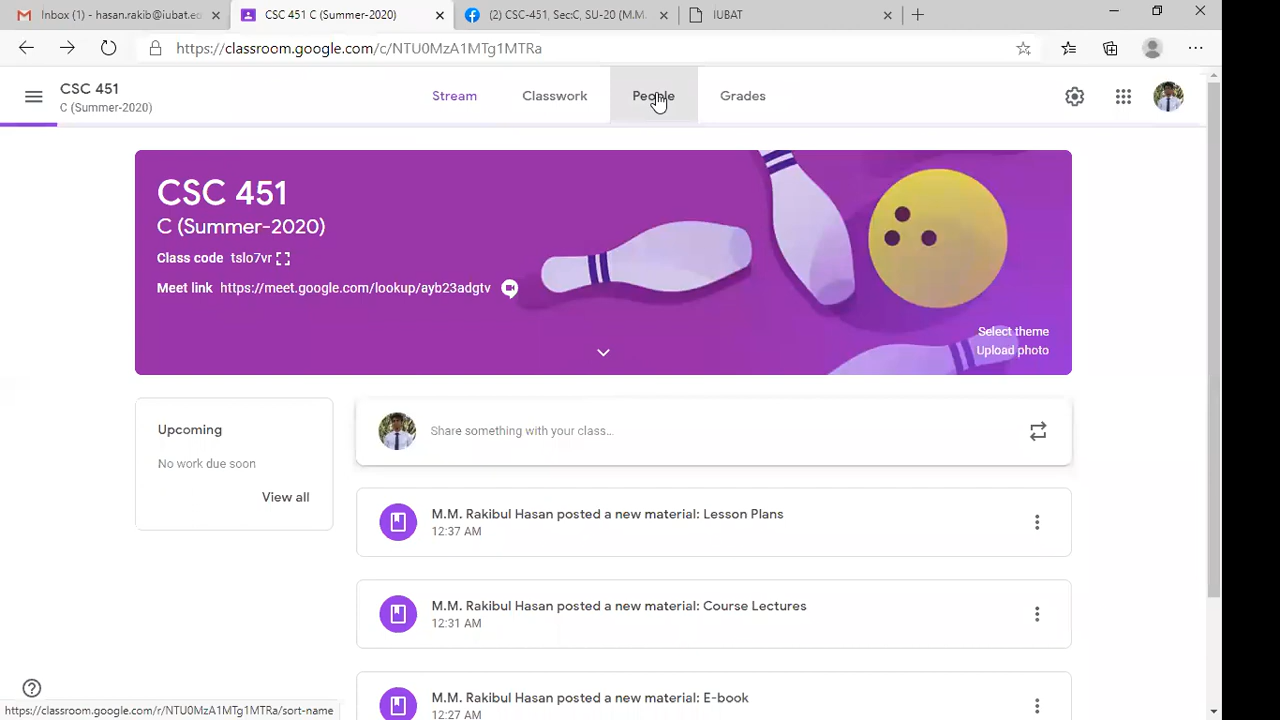 Inbox (1) - hasan.rakib@iubat.ed
CSC 451 C (Summer-2020)
(2) CSC-451, Sec:C, SU-20 (M.M.
IUBAT
https://classroom.google.com/c/NTU0MzA1MTg1MTRa
CSC 451
C (Summer-2020)
Stream
Classwork
People
Grades
CSC 451
C (Summer-2020)
Class code tslo7vr
Meet link https://meet.google.com/lookup/ayb23adgtv
Select theme
Upload photo
Upcoming
No work due soon
View all
Share something with your class...
M.M. Rakibul Hasan posted a new material: Lesson Plans
12:37 AM
M.M. Rakibul Hasan posted a new material: Course Lectures
12:31 AM
M.M. Rakibul Hasan posted a new material: E-book
12:27 AM
https://classroom.google.com/r/NTU0MzA1MTg1MTRa/sort-name